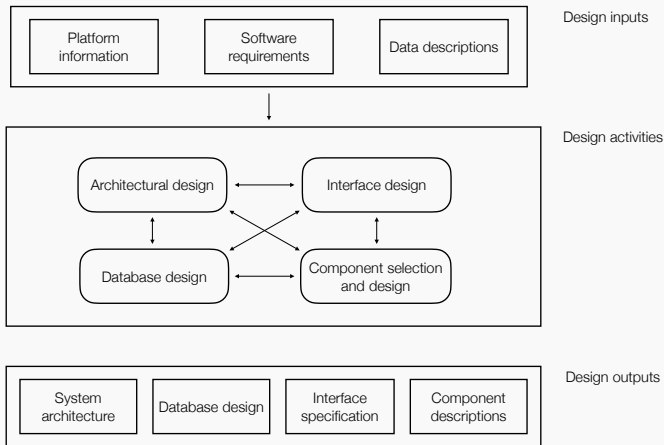 Design inputs
Platform
information
Software
requirements
Data descriptions
Design activities
Architectural design
Interface design
Database design
Component selection
and design
Design outputs
System
architecture
Database design
Interface
specification
Component
descriptions